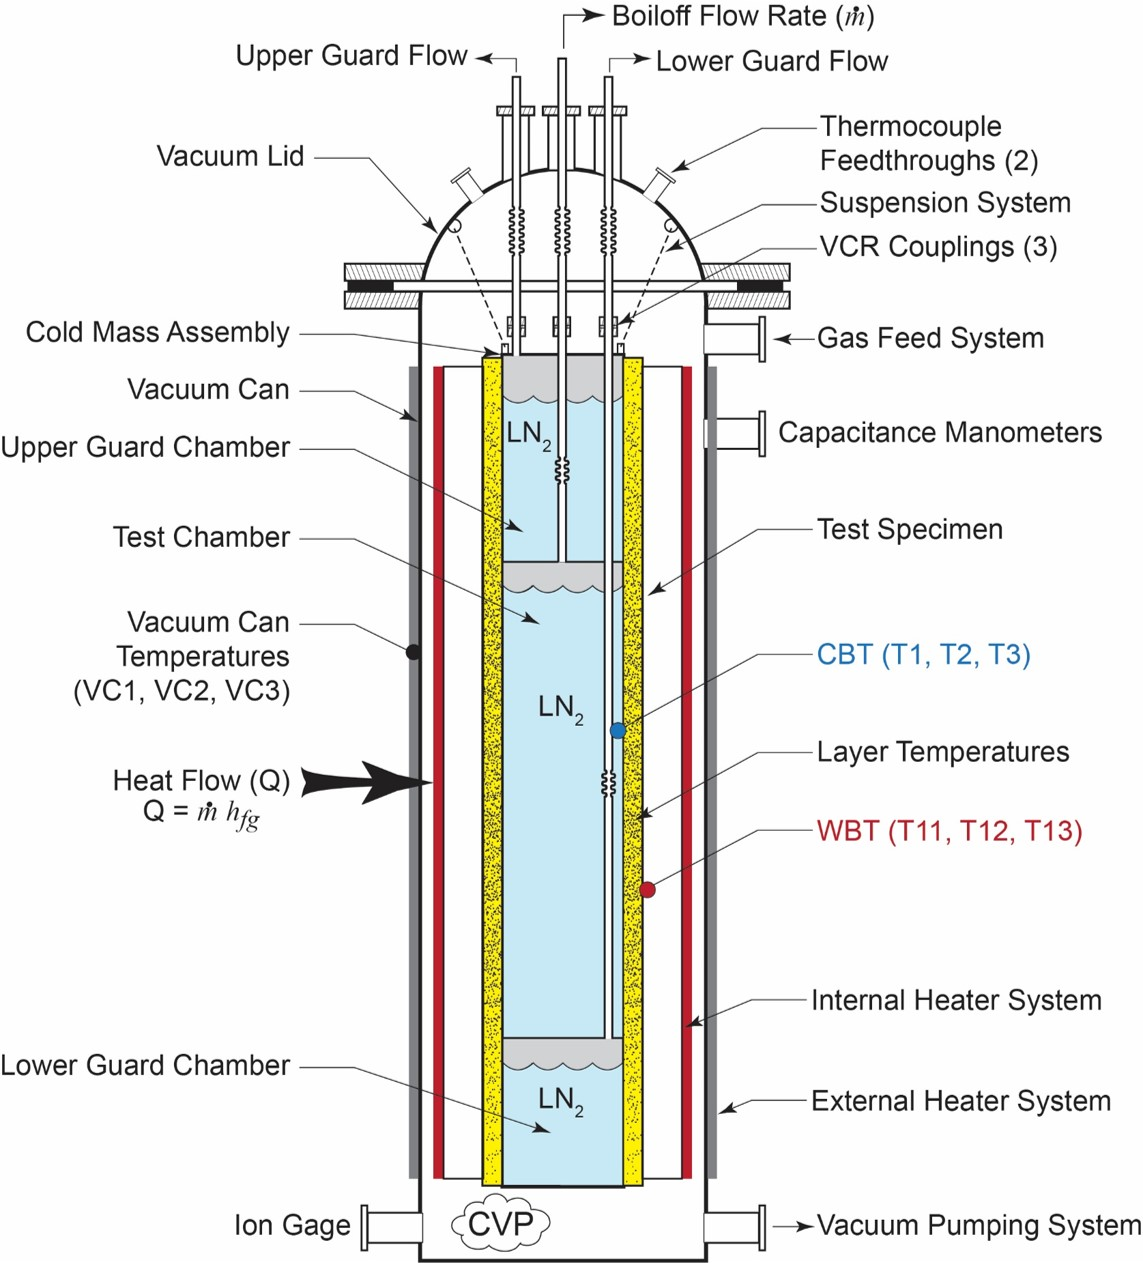 Boiloff Flow Rate (ṁ)
Upper Guard Flow
Lower Guard Flow
Thermocouple
Feedthroughs (2)
Vacuum Lid
Suspension System
VCR Couplings (3)
Cold Mass Assembly
Gas Feed System
Vacuum Can
LN₂
Capacitance Manometers
Upper Guard Chamber
Test Specimen
Test Chamber
Vacuum Can
Temperatures
(VC1, VC2, VC3)
CBT (T1, T2, T3)
LN₂
Layer Temperatures
Heat Flow (Q)
Q = ṁ h_fg
WBT (T11, T12, T13)
Internal Heater System
Lower Guard Chamber
LN₂
External Heater System
Ion Gage
CVP
Vacuum Pumping System